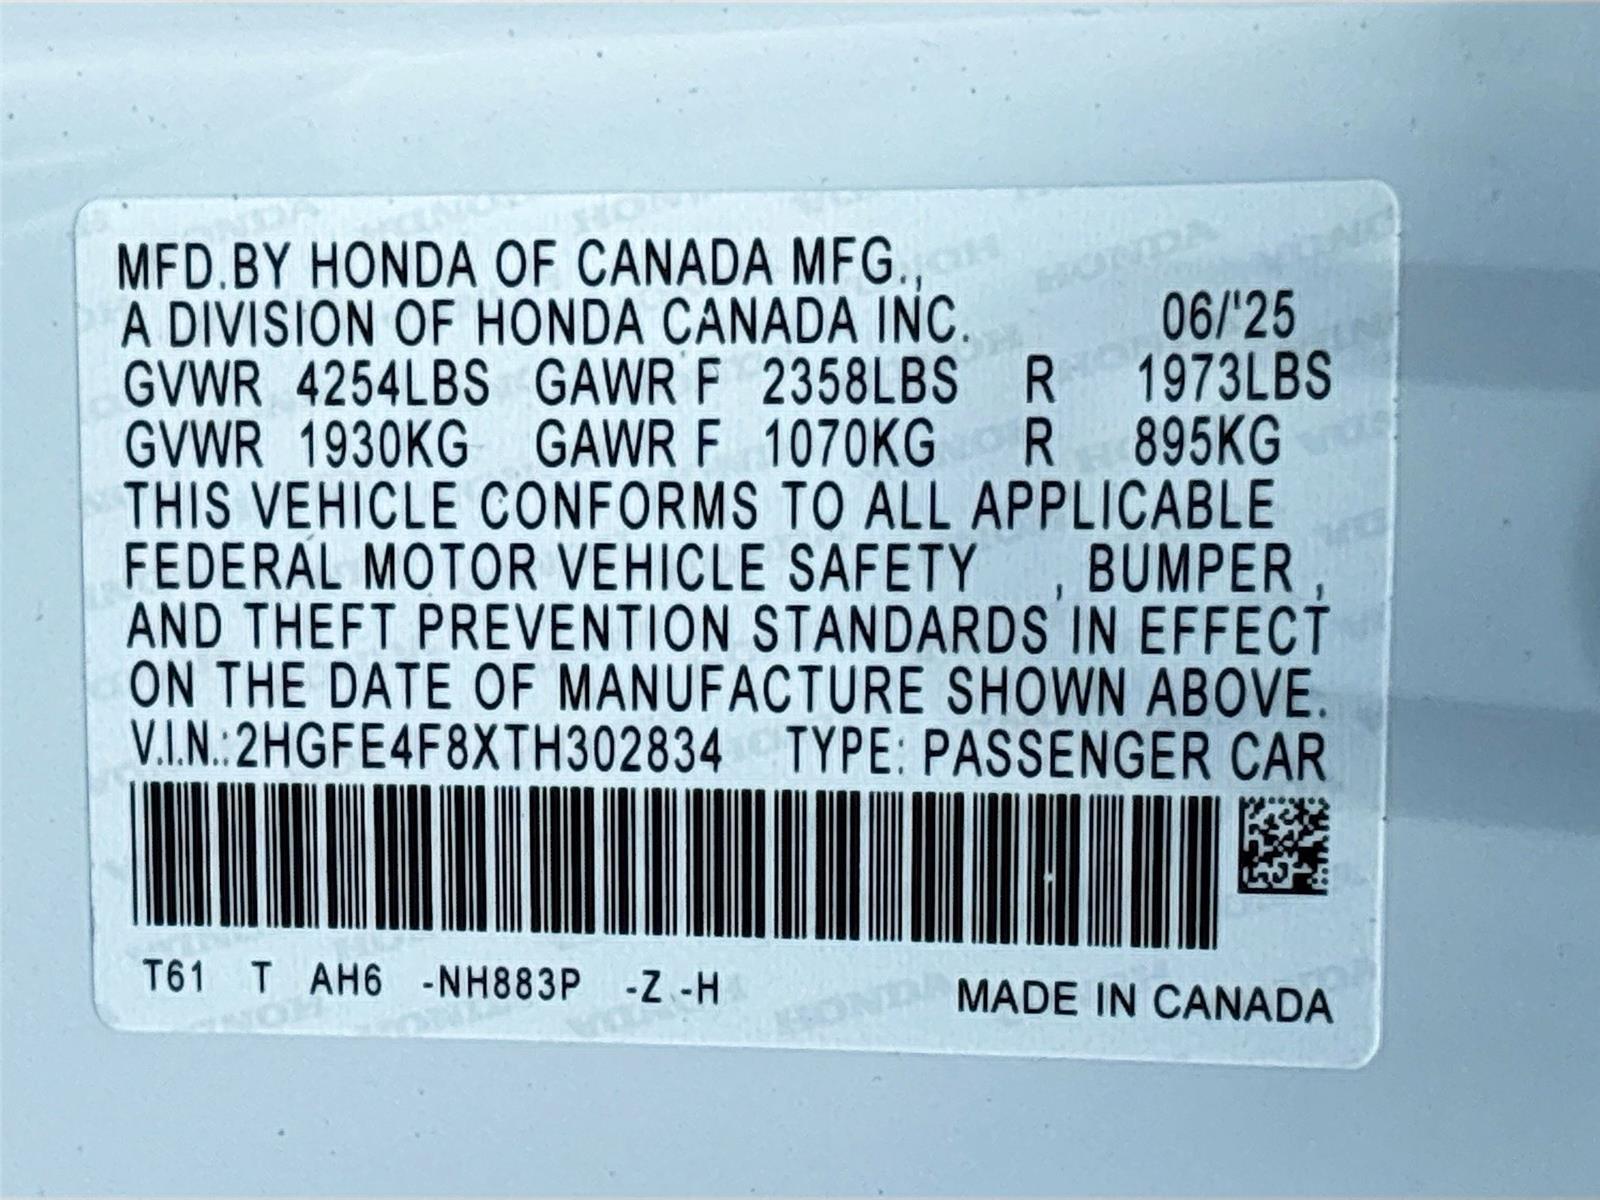 MFD.BY HONDA OF CANADA MFG.,
A DIVISION OF HONDA CANADA INC. 06/'25
GVWR 4254LBS GAWR F 2358LBS R 1973LBS
GVWR 1930KG GAWR F 1070KG R 895KG
THIS VEHICLE CONFORMS TO ALL APPLICABLE
FEDERAL MOTOR VEHICLE SAFETY , BUMPER ,
AND THEFT PREVENTION STANDARDS IN EFFECT
ON THE DATE OF MANUFACTURE SHOWN ABOVE.
V.I.N.:2HGFE4F8XTH302834 TYPE: PASSENGER CAR
T61 T AH6 -NH883P -Z -H MADE IN CANADA